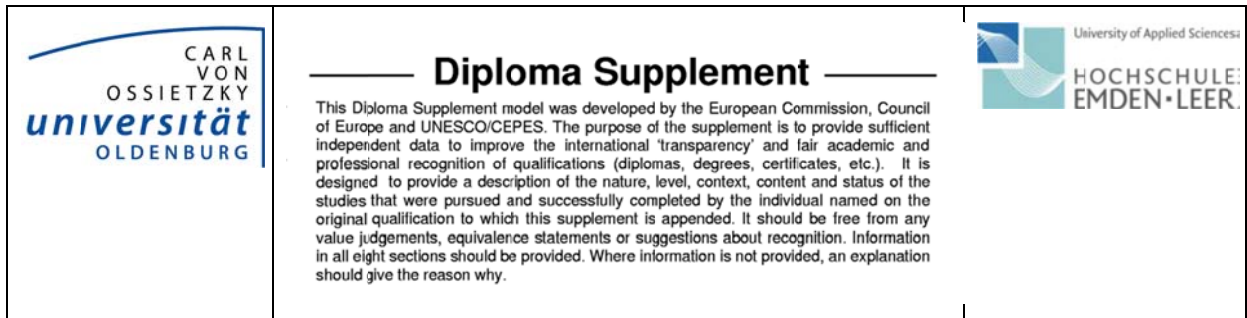 CARL
VON
OSSIETZKY
universität
OLDENBURG
Diploma Supplement
This Diploma Supplement model was developed by the European Commission, Council
of Europe and UNESCO/CEPES. The purpose of the supplement is to provide sufficient
independent data to improve the international 'transparency' and fair academic and
professional recognition of qualifications (diplomas, degrees, certificates, etc.). It is
designed to provide a description of the nature, level, context, content and status of the
studies that were pursued and successfully completed by the individual named on the
original qualification to which this supplement is appended. It should be free from any
value judgements, equivalence statements or suggestions about recognition. Information
in all eight sections should be provided. Where information is not provided, an explanation
should give the reason why.
University of Applied Sciences
HOCHSCHULE
EMDEN•LEER